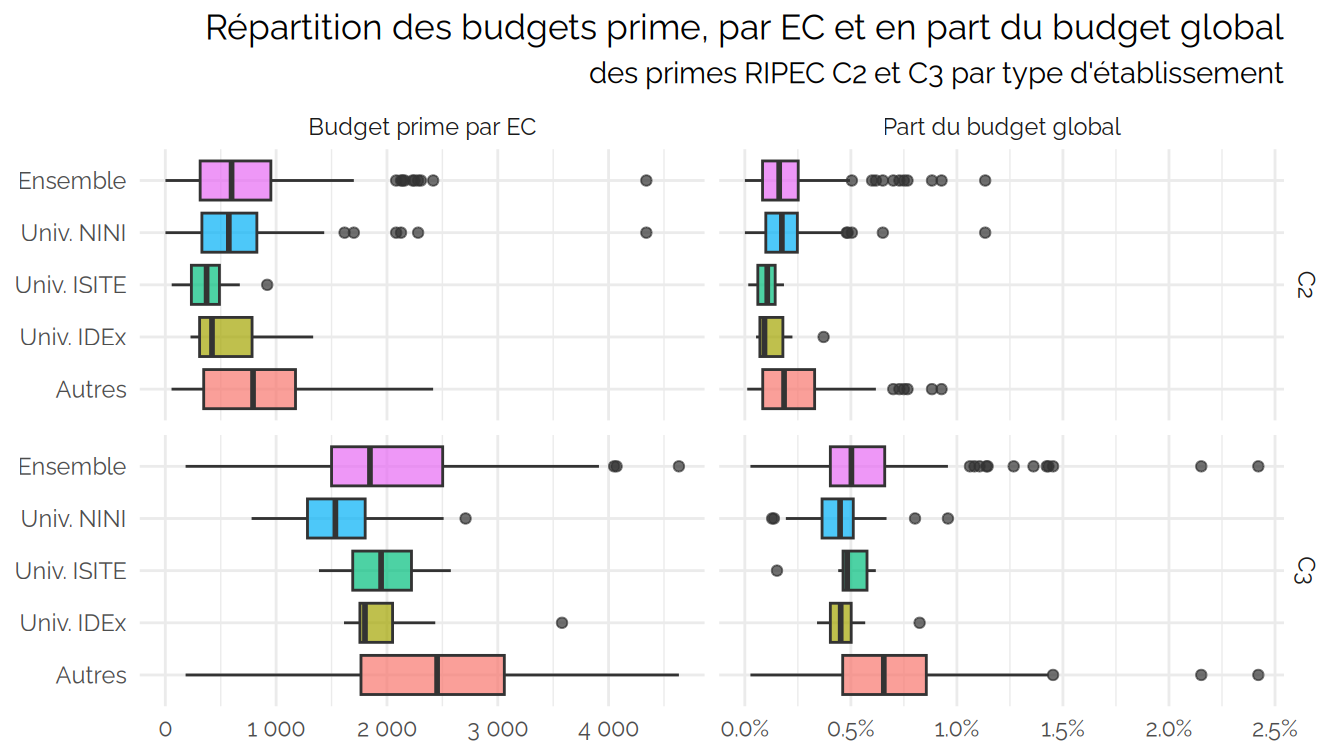 Répartition des budgets prime, par EC et en part du budget global
des primes RIPEC C2 et C3 par type d'établissement
Budget prime par EC
Part du budget global
Ensemble
Univ. NINI
Univ. ISITE
Univ. IDEx
Autres
C2
Ensemble
Univ. NINI
Univ. ISITE
Univ. IDEx
Autres
C3
0 1 000 2 000 3 000 4 000
0.0% 0.5% 1.0% 1.5% 2.0% 2.5%